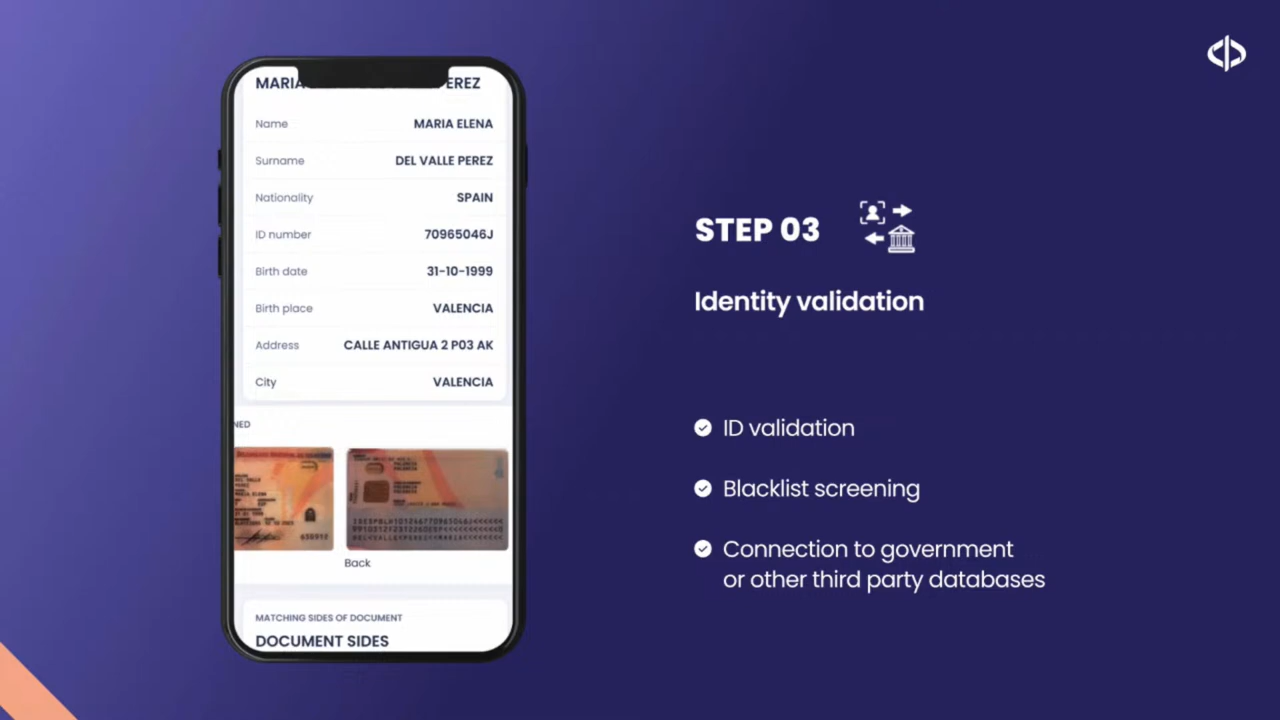 MARIA EREZ
Name MARIA ELENA
Surname DEL VALLE PEREZ
Nationality SPAIN
ID number 70965046J
Birth date 31-10-1999
Birth place VALENCIA
Address CALLE ANTIGUA 2 P03 AK
City VALENCIA
NED
Back
MATCHING SIDES OF DOCUMENT
DOCUMENT SIDES
STEP 03
Identity validation
ID validation
Blacklist screening
Connection to government
or other third party databases